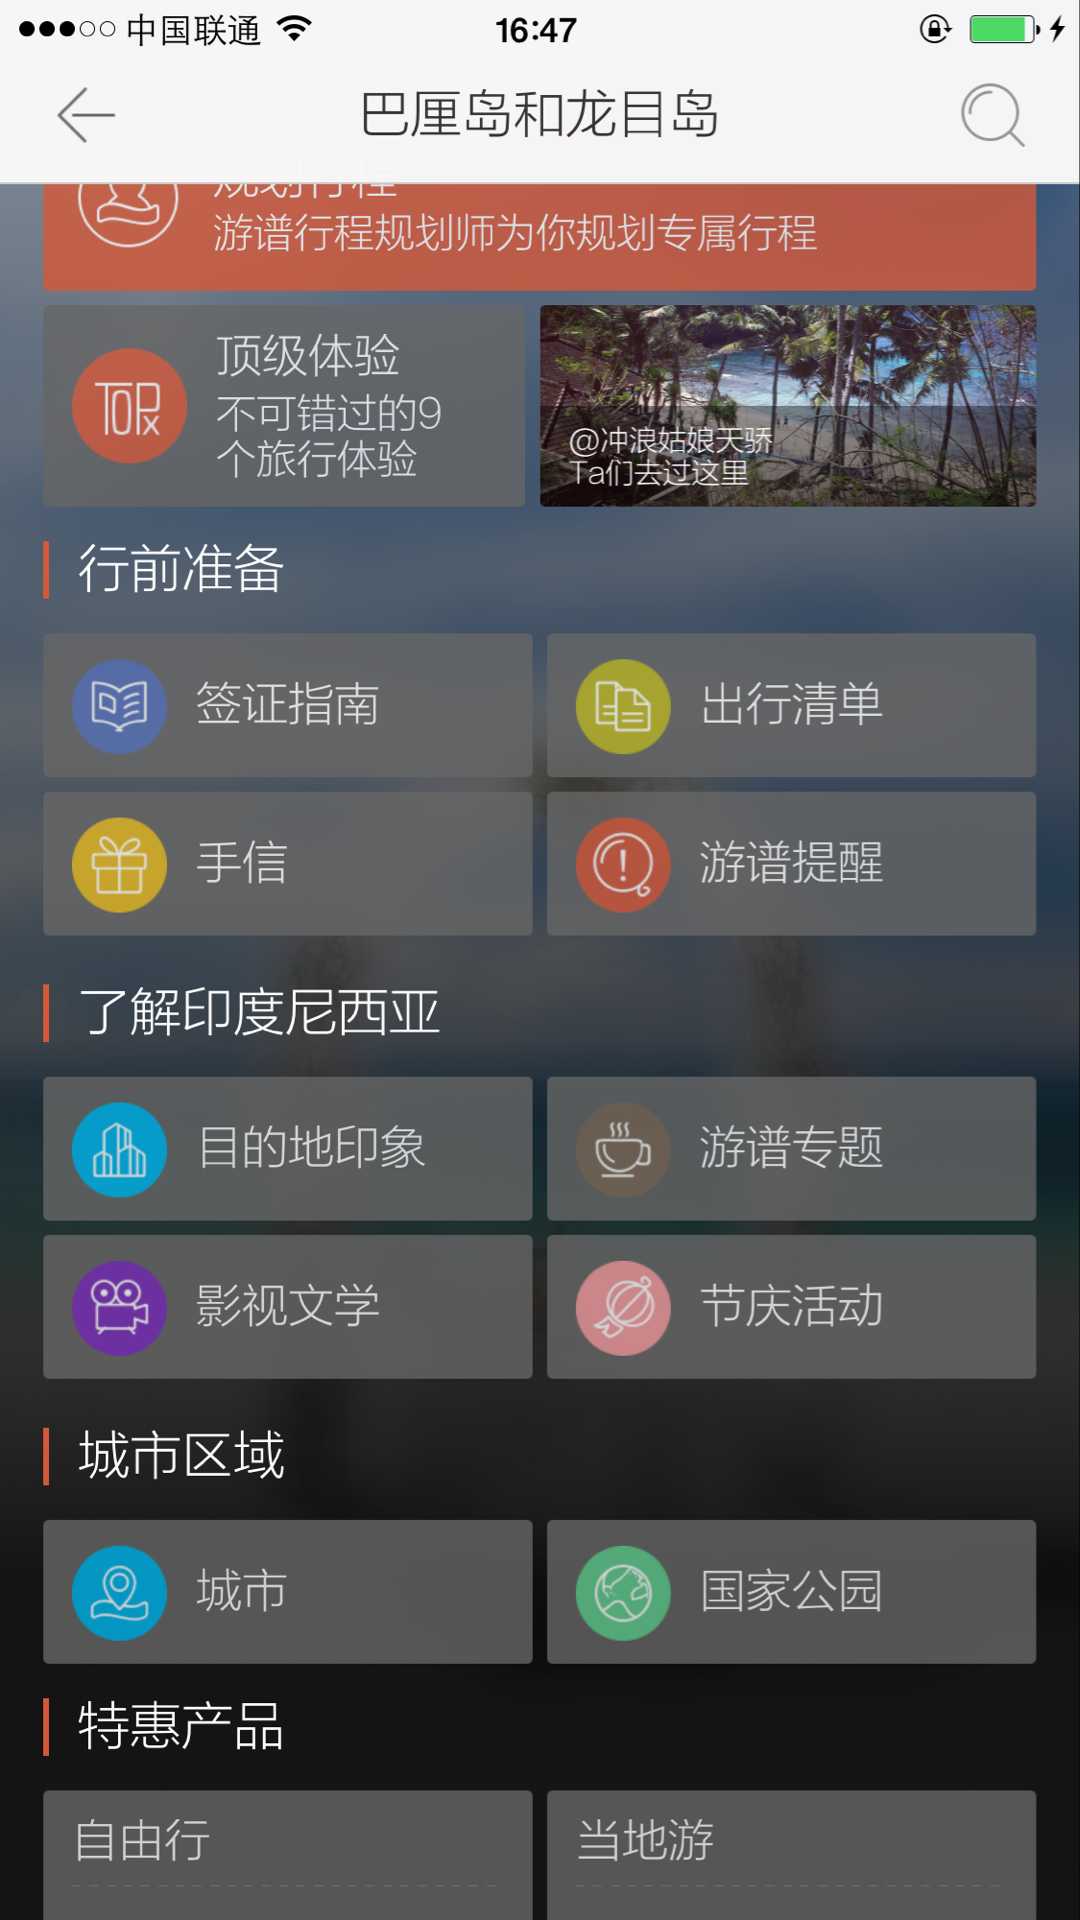 中国联通
16:47
巴厘岛和龙目岛
规划行程
游谱行程规划师为你规划专属行程
TOPx
顶级体验
不可错过的9
个旅行体验
@冲浪姑娘天骄
Ta们去过这里
行前准备
签证指南
出行清单
手信
游谱提醒
了解印度尼西亚
目的地印象
游谱专题
影视文学
节庆活动
城市区域
城市
国家公园
特惠产品
自由行
当地游